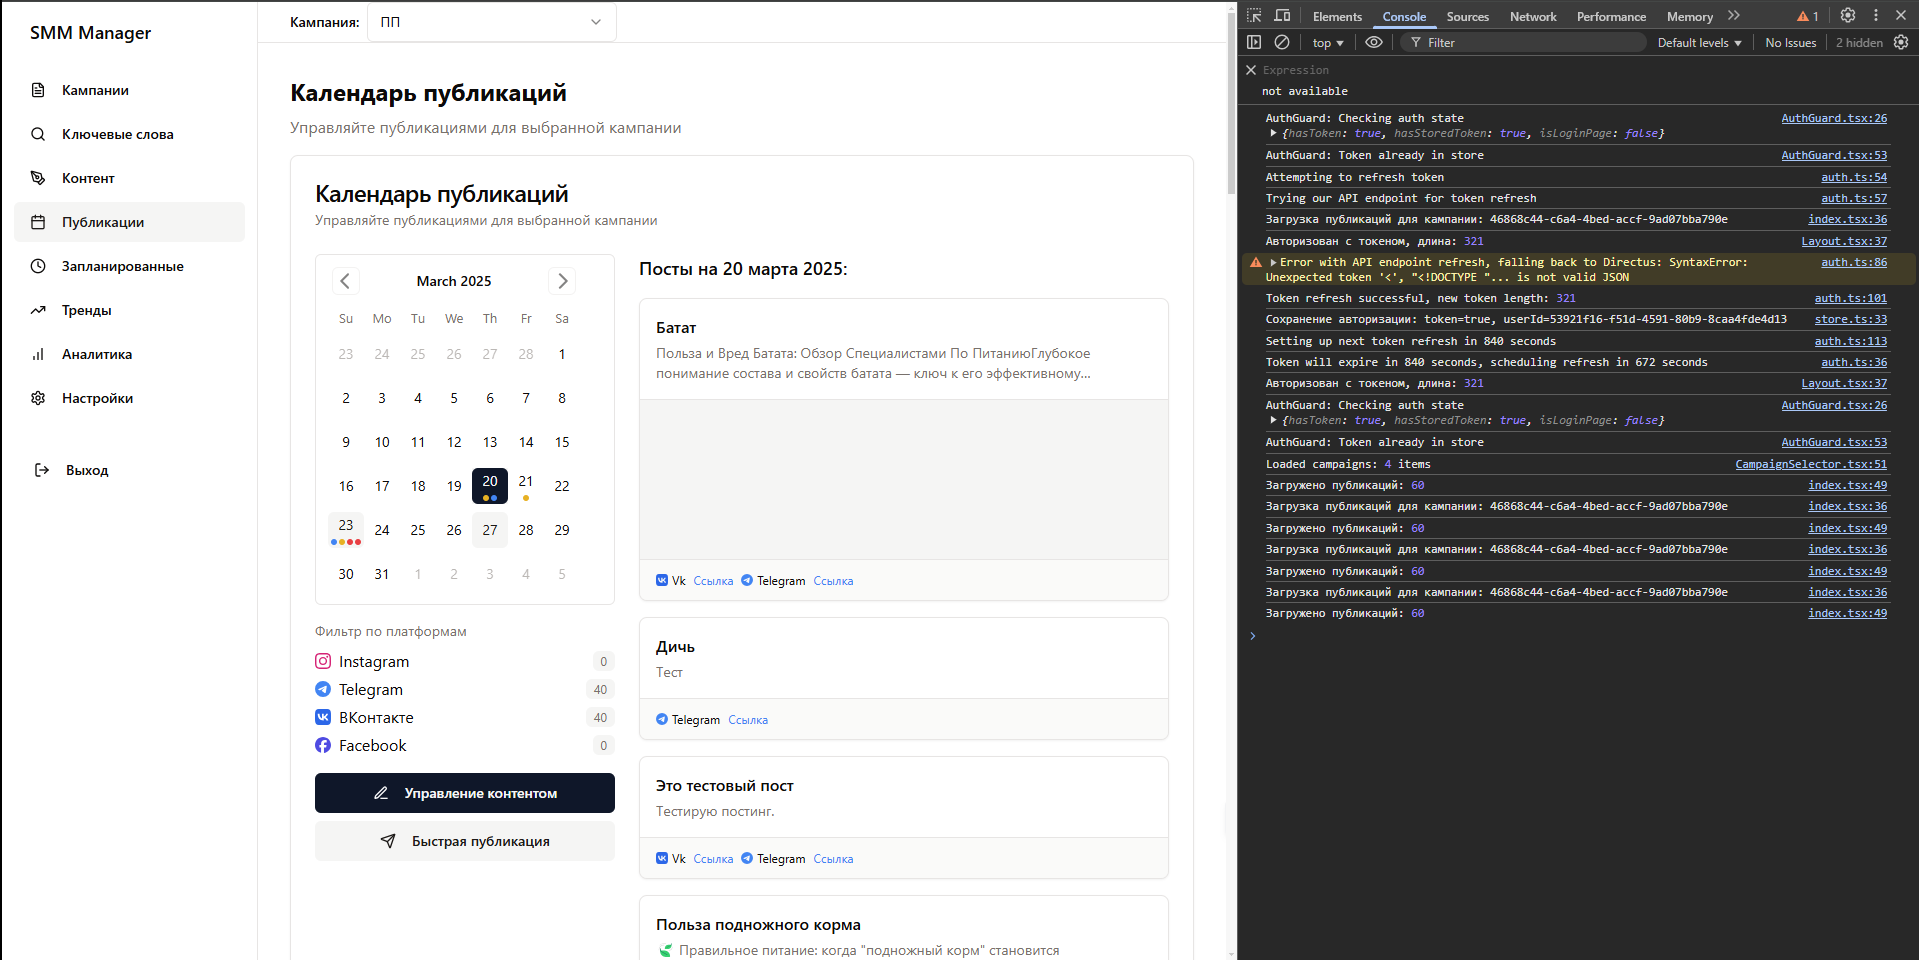 SMM Manager
Кампании
Ключевые слова
Контент
Публикации
Запланированные
Тренды
Аналитика
Настройки
Выход
Кампания: ПП
Календарь публикаций
Управляйте публикациями для выбранной кампании
Календарь публикаций
Управляйте публикациями для выбранной кампании
March 2025
Su Mo Tu We Th Fr Sa
23 24 25 26 27 28 1
2 3 4 5 6 7 8
9 10 11 12 13 14 15
16 17 18 19 20 21 22
23 24 25 26 27 28 29
30 31 1 2 3 4 5
Фильтр по платформам
Instagram 0
Telegram 40
ВКонтакте 40
Facebook 0
Управление контентом
Быстрая публикация
Посты на 20 марта 2025:
Батат
Польза и Вред Батата: Обзор Специалистами По ПитаниюГлубокое
понимание состава и свойств батата — ключ к его эффективному...
Vk Ссылка Telegram Ссылка
Дичь
Тест
Telegram Ссылка
Это тестовый пост
Тестирую постинг.
Vk Ссылка Telegram Ссылка
Польза подножного корма
Правильное питание: когда "подножный корм" становится
Elements Console Sources Network Performance Memory 1
top Filter Default levels No Issues 2 hidden
Expression
not available
AuthGuard: Checking auth state AuthGuard.tsx:26
{hasToken: true, hasStoredToken: true, isLoginPage: false}
AuthGuard: Token already in store AuthGuard.tsx:53
Attempting to refresh token auth.ts:54
Trying our API endpoint for token refresh auth.ts:57
Загрузка публикаций для кампании: 46868c44-c6a4-4bed-accf-9ad07bba790e index.tsx:36
Авторизован с токеном, длина: 321 Layout.tsx:37
Error with API endpoint refresh, falling back to Directus: SyntaxError: auth.ts:86
Unexpected token '<', "<!DOCTYPE "... is not valid JSON
Token refresh successful, new token length: 321 auth.ts:101
Сохранение авторизации: token=true, userId=53921f16-f51d-4591-80b9-8caa4fde4d13 store.ts:33
Setting up next token refresh in 840 seconds auth.ts:113
Token will expire in 840 seconds, scheduling refresh in 672 seconds auth.ts:36
Авторизован с токеном, длина: 321 Layout.tsx:37
AuthGuard: Checking auth state AuthGuard.tsx:26
{hasToken: true, hasStoredToken: true, isLoginPage: false}
AuthGuard: Token already in store AuthGuard.tsx:53
Loaded campaigns: 4 items CampaignSelector.tsx:51
Загружено публикаций: 60 index.tsx:49
Загрузка публикаций для кампании: 46868c44-c6a4-4bed-accf-9ad07bba790e index.tsx:36
Загружено публикаций: 60 index.tsx:49
Загрузка публикаций для кампании: 46868c44-c6a4-4bed-accf-9ad07bba790e index.tsx:36
Загружено публикаций: 60 index.tsx:49
Загрузка публикаций для кампании: 46868c44-c6a4-4bed-accf-9ad07bba790e index.tsx:36
Загружено публикаций: 60 index.tsx:49